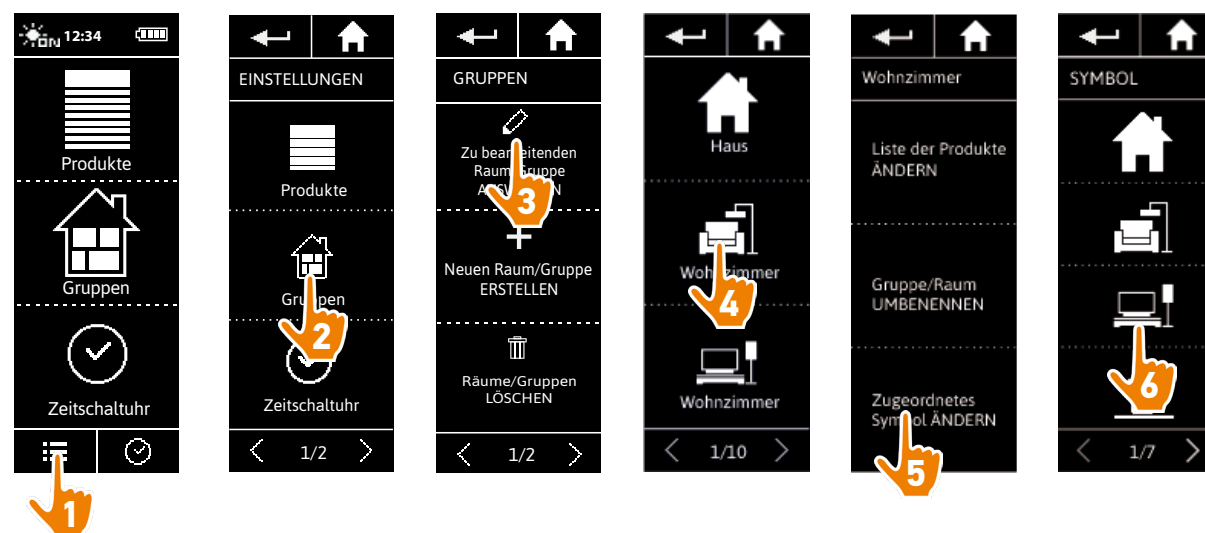 ON 12:34
Produkte
Gruppen
Zeitschaltuhr
1
EINSTELLUNGEN
Produkte
Gruppen
2
Zeitschaltuhr
1/2
GRUPPEN
Zu bearbeitenden
Raum/Gruppe
3
Neuen Raum/Gruppe
ERSTELLEN
Räume/Gruppen
LÖSCHEN
1/2
Haus
Wohnzimmer
4
Wohnzimmer
1/10
Wohnzimmer
Liste der Produkte
ÄNDERN
Gruppe/Raum
UMBENENNEN
Zugeordnetes
Symbol ÄNDERN
5
SYMBOL
6
1/7